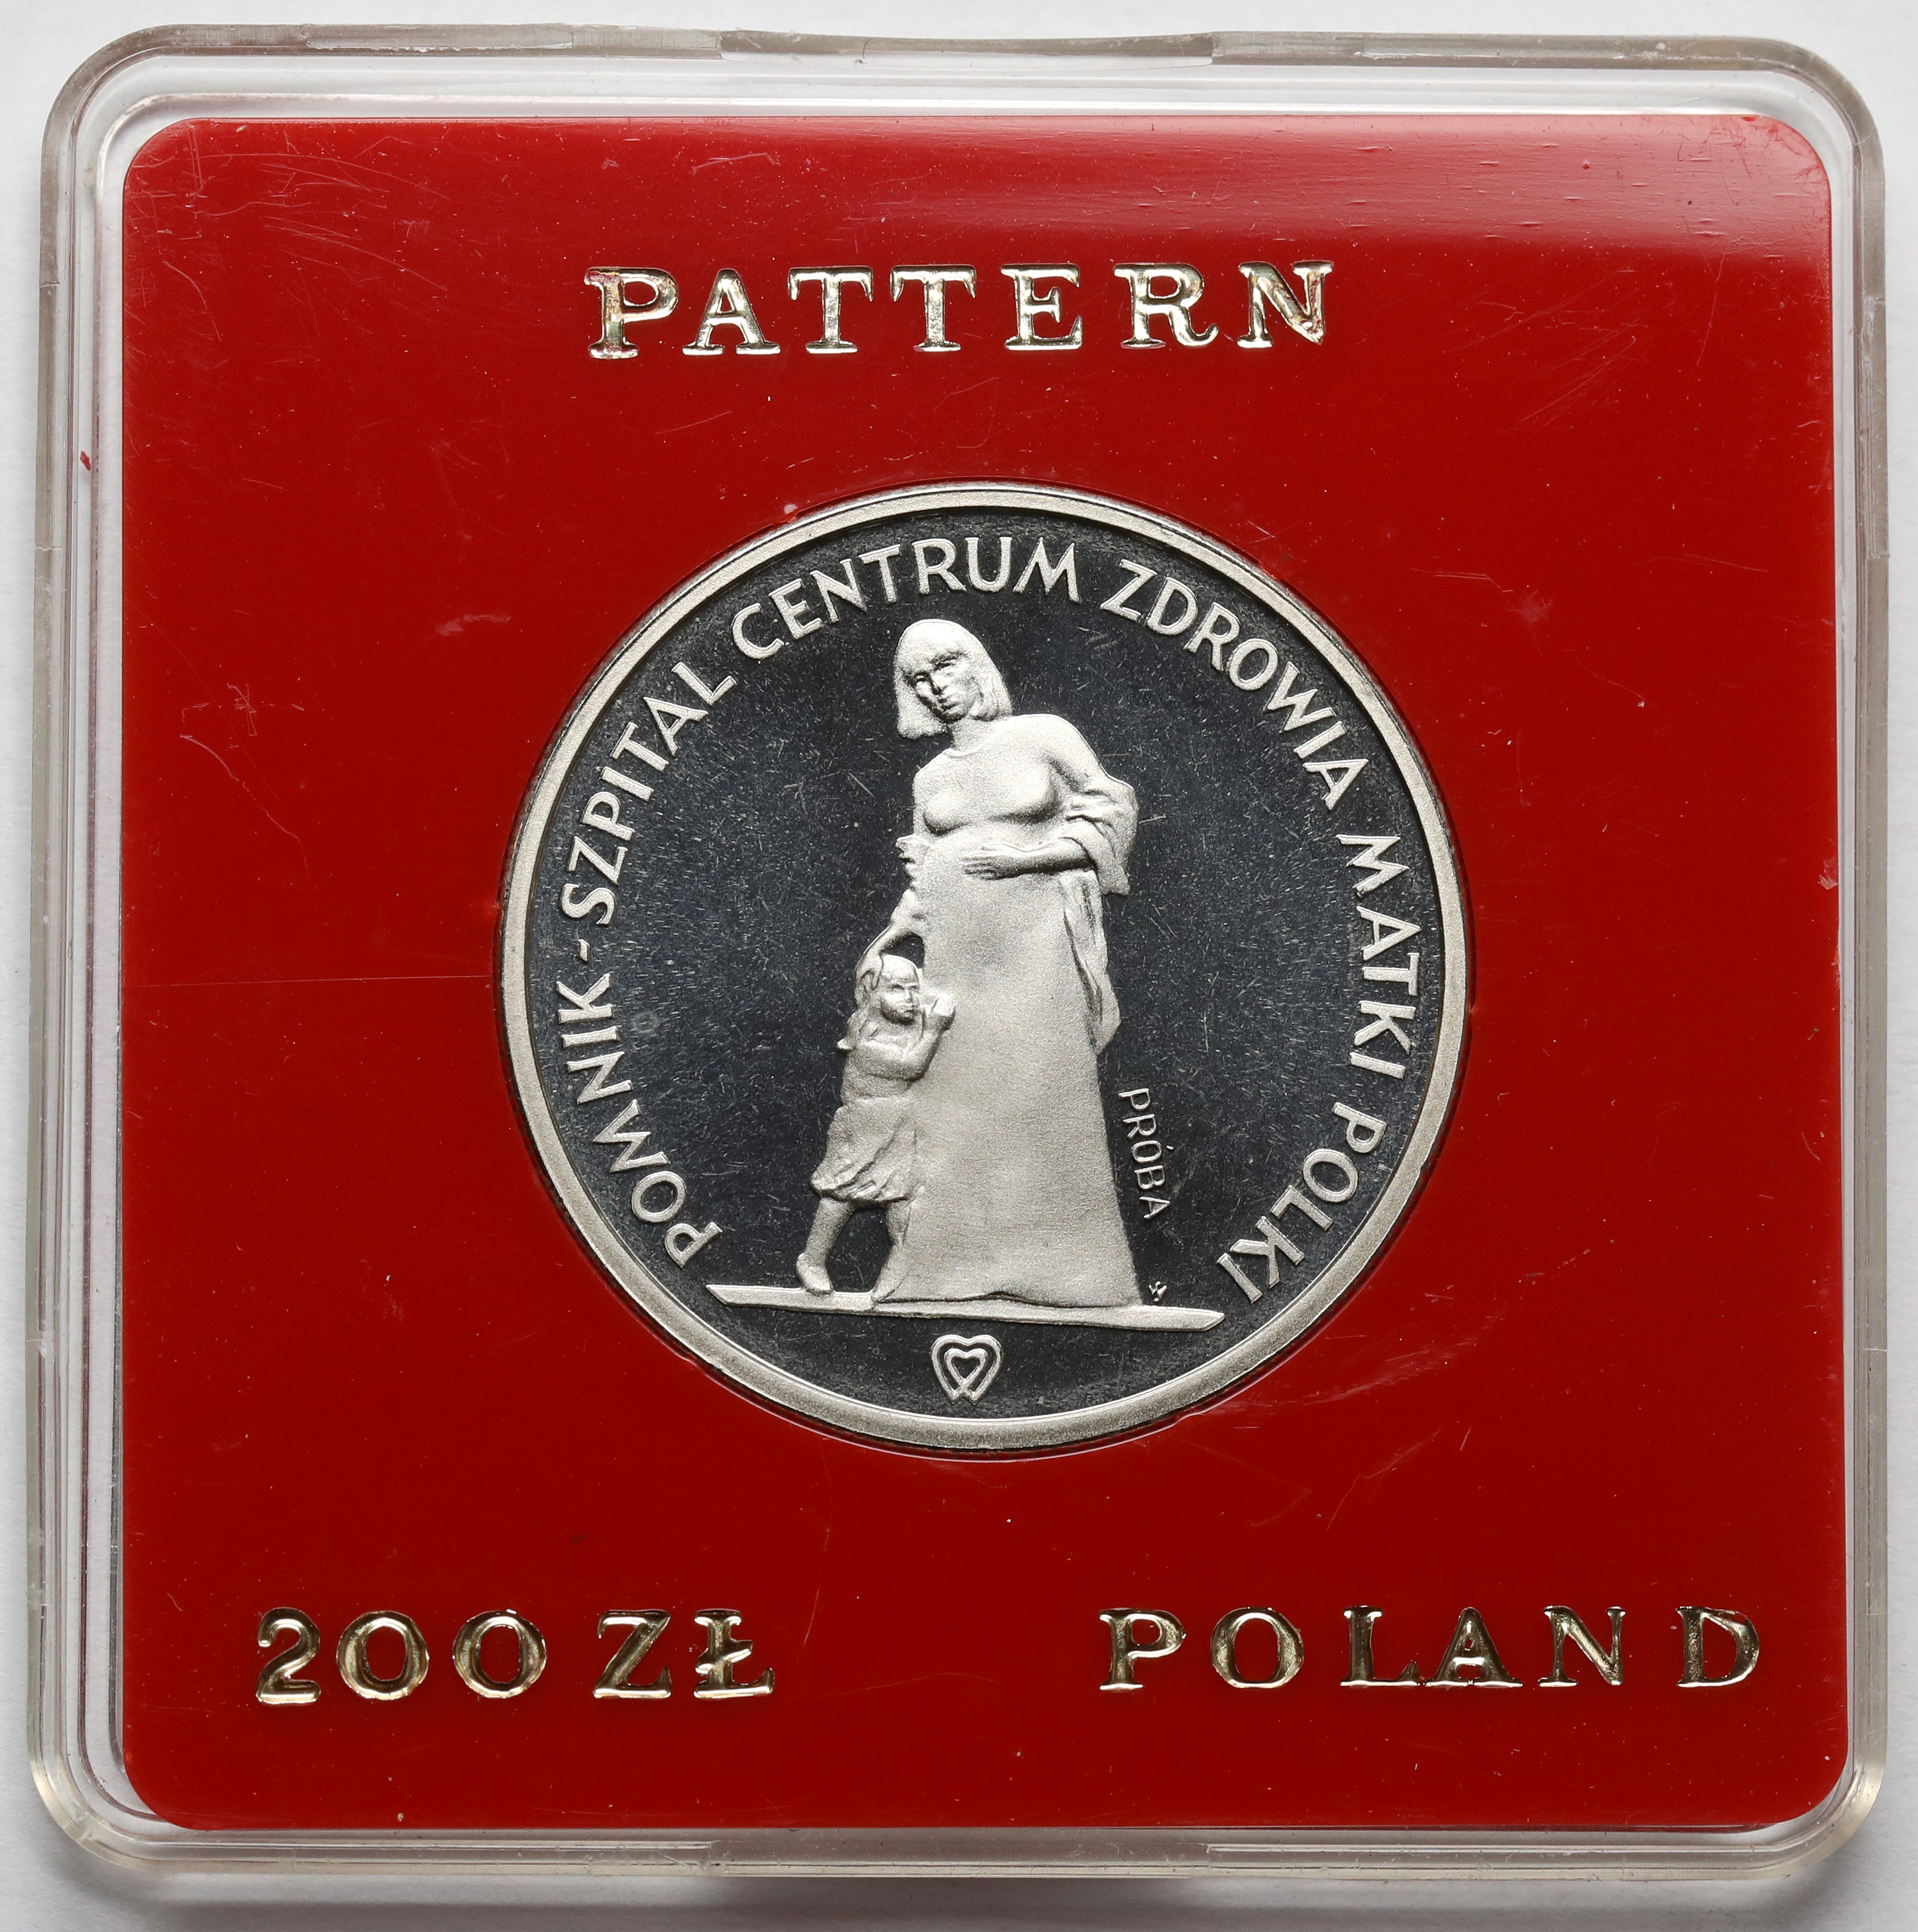 PATTERN
POMNIK-SZPITAL CENTRUM ZDROWIA MATKI POLKI
PRÓBA
200 ZŁ POLAND